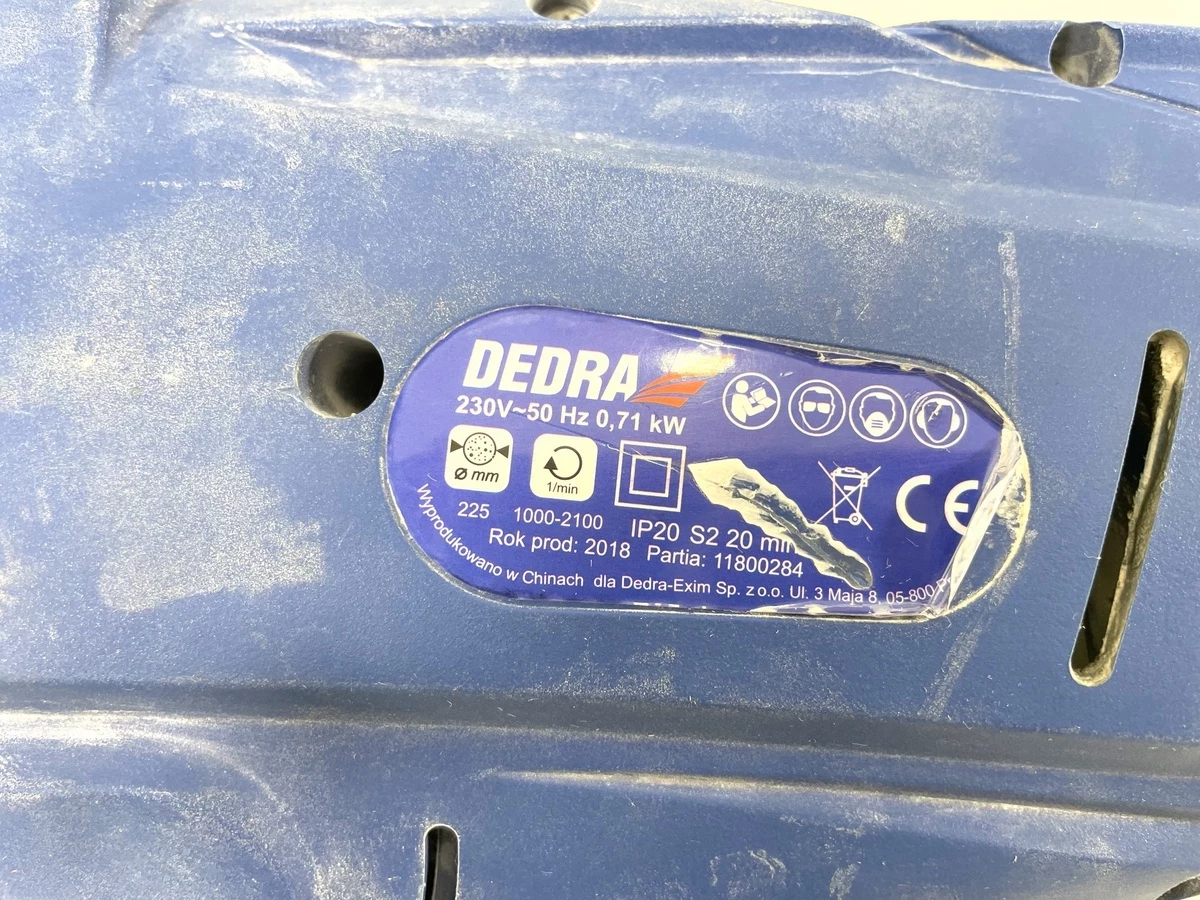 DEDRA
230V~50 Hz 0,71 kW
Ø mm
1/min
225 1000-2100 IP20 S2 20 min
Rok prod: 2018 Partia: 11800284
Wyprodukowano w Chinach dla Dedra-Exim Sp. z o.o. Ul. 3 Maja 8, 05-800
CE